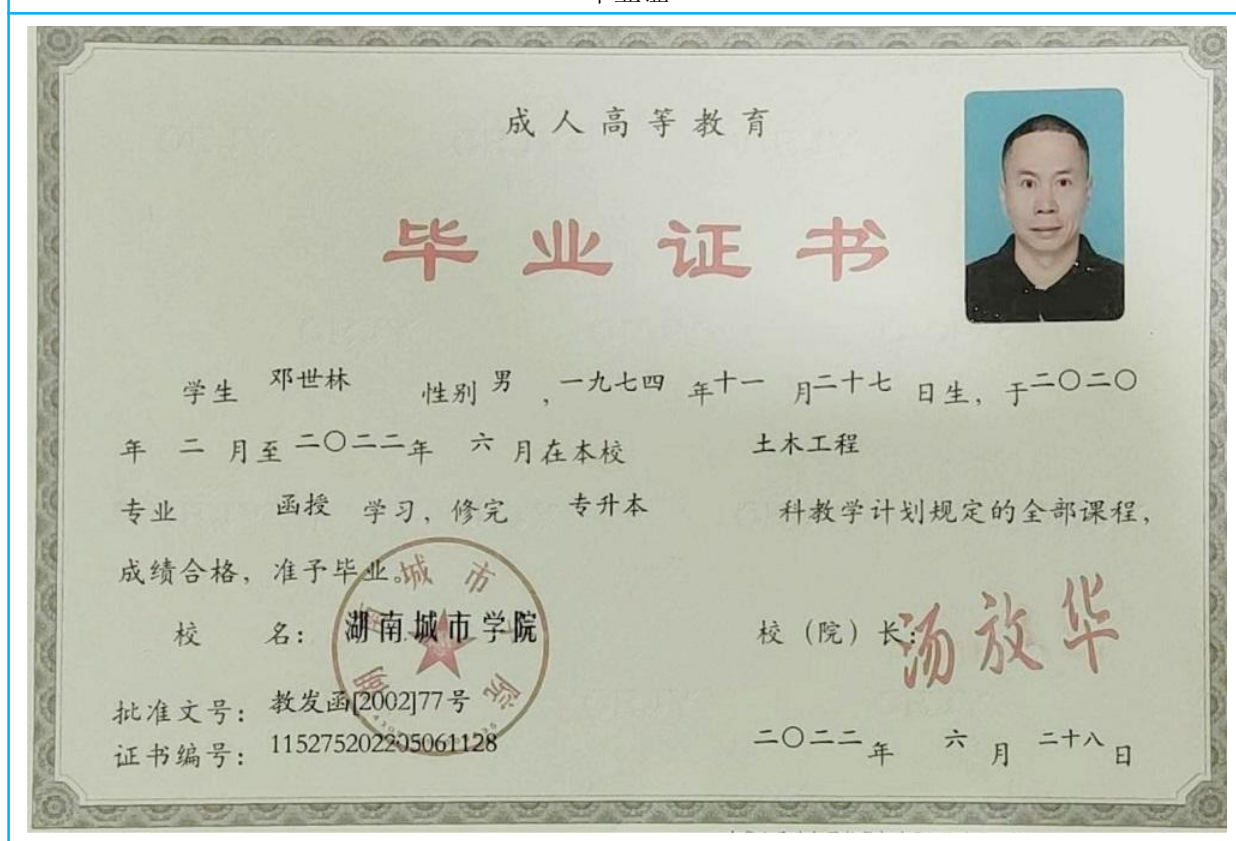 成人高等教育
毕业证书
学生 邓世林 性别 男 ,一九七四 年十一 月二十七 日生,于二〇二〇
年 二 月至二〇二二年 六 月在本校 土木工程
专业 函授 学习、修完 专升本 科教学计划规定的全部课程,
成绩合格,准予毕业。
校 名: 湖南城市学院
校(院)长: 汤放华
批准文号: 教发函[2002]77号
证书编号: 115275202205061128
二〇二二年 六 月 二十八 日
湖南城市学院